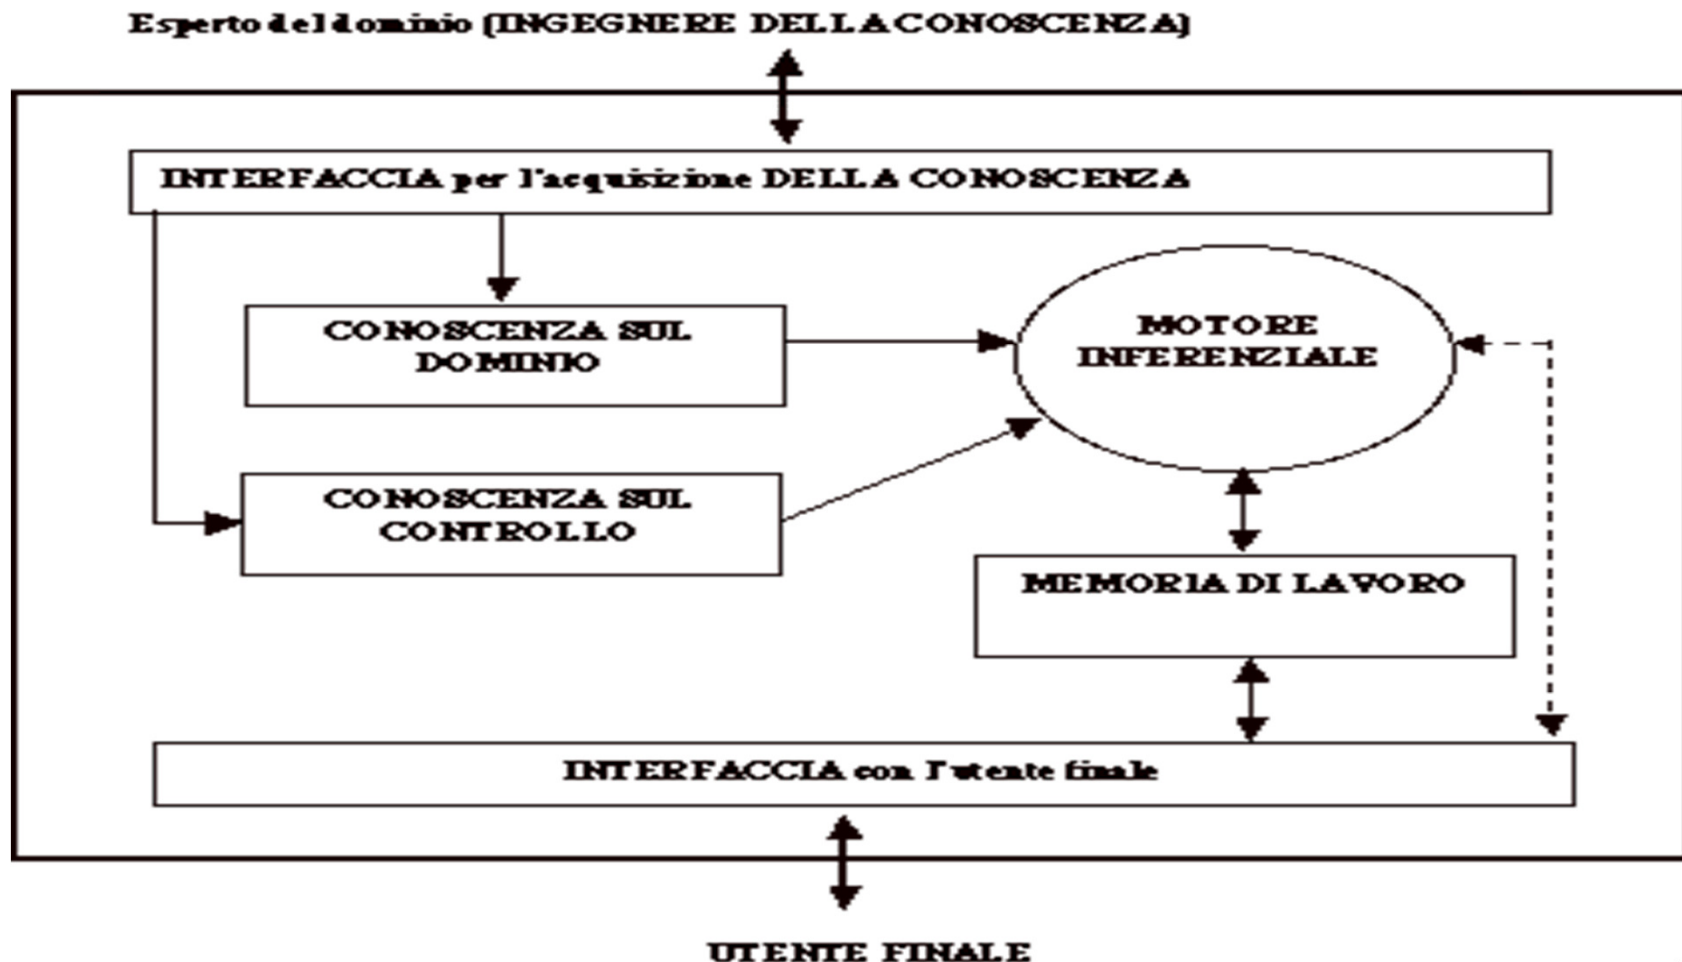 Esperto del dominio (INGEGNERE DELLA CONOSCENZA)
INTERFACCIA per l'acquisizione DELLA CONOSCENZA
CONOSCENZA SUL
DOMINIO
MOTORE
INFERENZIALE
CONOSCENZA SUL
CONTROLLO
MEMORIA DI LAVORO
INTERFACCIA con l'utente finale
UTENTE FINALE